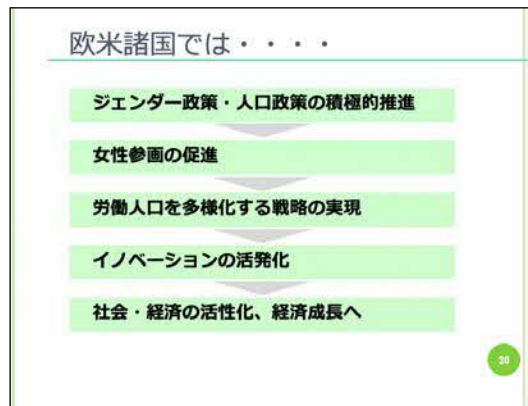 欧米諸国では・・・・
ジェンダー政策・人口政策の積極的推進
女性参画の促進
労働人口を多様化する戦略の実現
イノベーションの活発化
社会・経済の活性化、経済成長へ
20